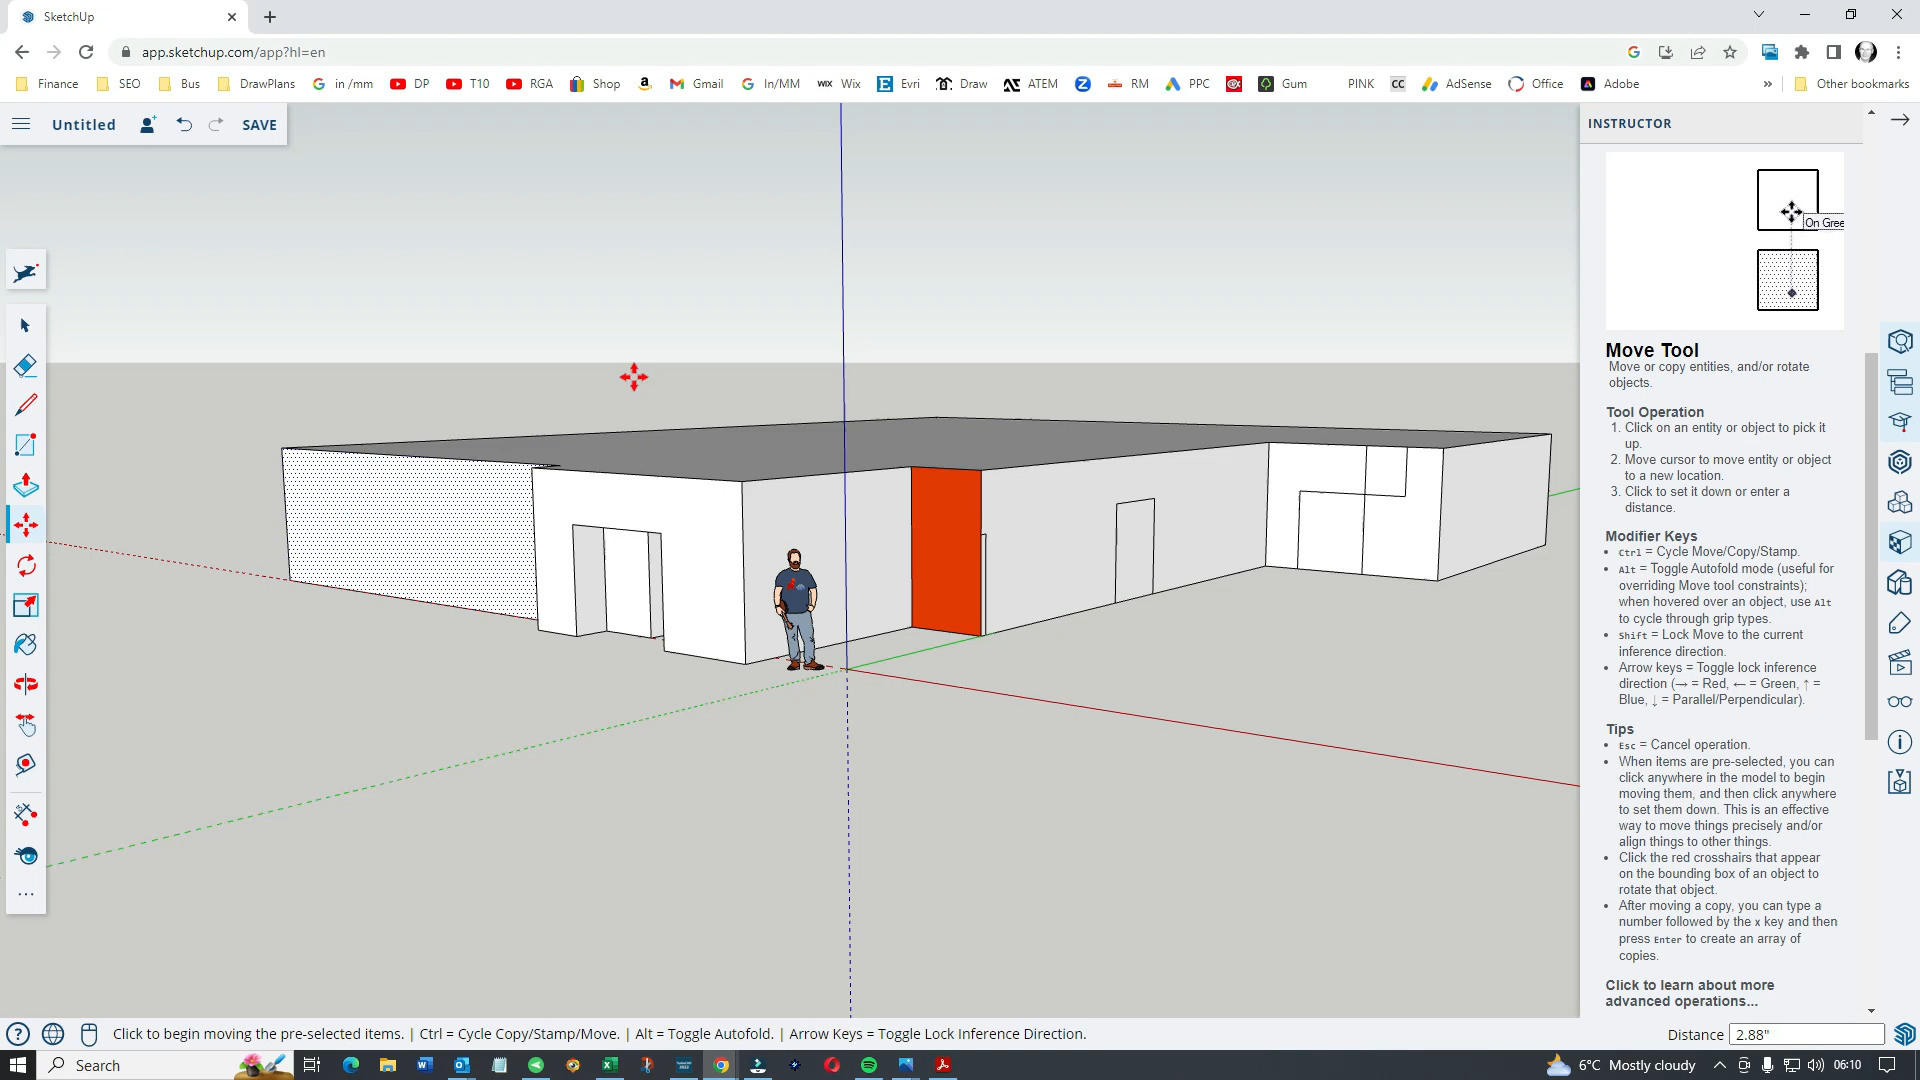 SketchUp
app.sketchup.com/app?hl=en
Finance SEO Bus DrawPlans in /mm DP T10 RGA Shop Gmail In/MM WIX Wix Evri Draw ATEM RM PPC Gum PINK CC AdSense Office Adobe » Other bookmarks
Untitled SAVE
INSTRUCTOR
On Gree
Move Tool
Move or copy entities, and/or rotate
objects.
Tool Operation
1. Click on an entity or object to pick it
up.
2. Move cursor to move entity or object
to a new location.
3. Click to set it down or enter a
distance.
Modifier Keys
• Ctrl = Cycle Move/Copy/Stamp.
• Alt = Toggle Autofold mode (useful for
overriding Move tool constraints);
when hovered over an object, use Alt
to cycle through grip types.
• Shift = Lock Move to the current
inference direction.
• Arrow keys = Toggle lock inference
direction (→ = Red, ← = Green, ↑ =
Blue, ↓ = Parallel/Perpendicular).
Tips
• Esc = Cancel operation.
• When items are pre-selected, you can
click anywhere in the model to begin
moving them, and then click anywhere
to set them down. This is an effective
way to move things precisely and/or
align things to other things.
• Click the red crosshairs that appear
on the bounding box of an object to
rotate that object.
• After moving a copy, you can type a
number followed by the x key and then
press Enter to create an array of
copies.
Click to learn about more
advanced operations...
Click to begin moving the pre-selected items. | Ctrl = Cycle Copy/Stamp/Move. | Alt = Toggle Autofold. | Arrow Keys = Toggle Lock Inference Direction.
Distance 2.88"
Search
6°C Mostly cloudy 06:10